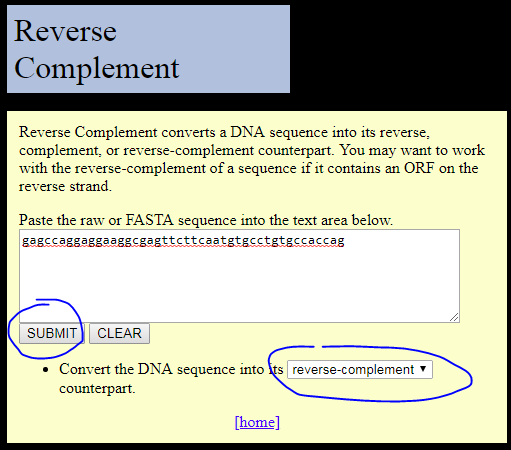 Reverse
Complement
Reverse Complement converts a DNA sequence into its reverse,
complement, or reverse-complement counterpart. You may want to work
with the reverse-complement of a sequence if it contains an ORF on the
reverse strand.
Paste the raw or FASTA sequence into the text area below.
gagccaggaggaaggcgagttcttcaatgtgcctgtgccaccag
SUBMIT CLEAR
• Convert the DNA sequence into its reverse-complement ▼
counterpart.
[home]